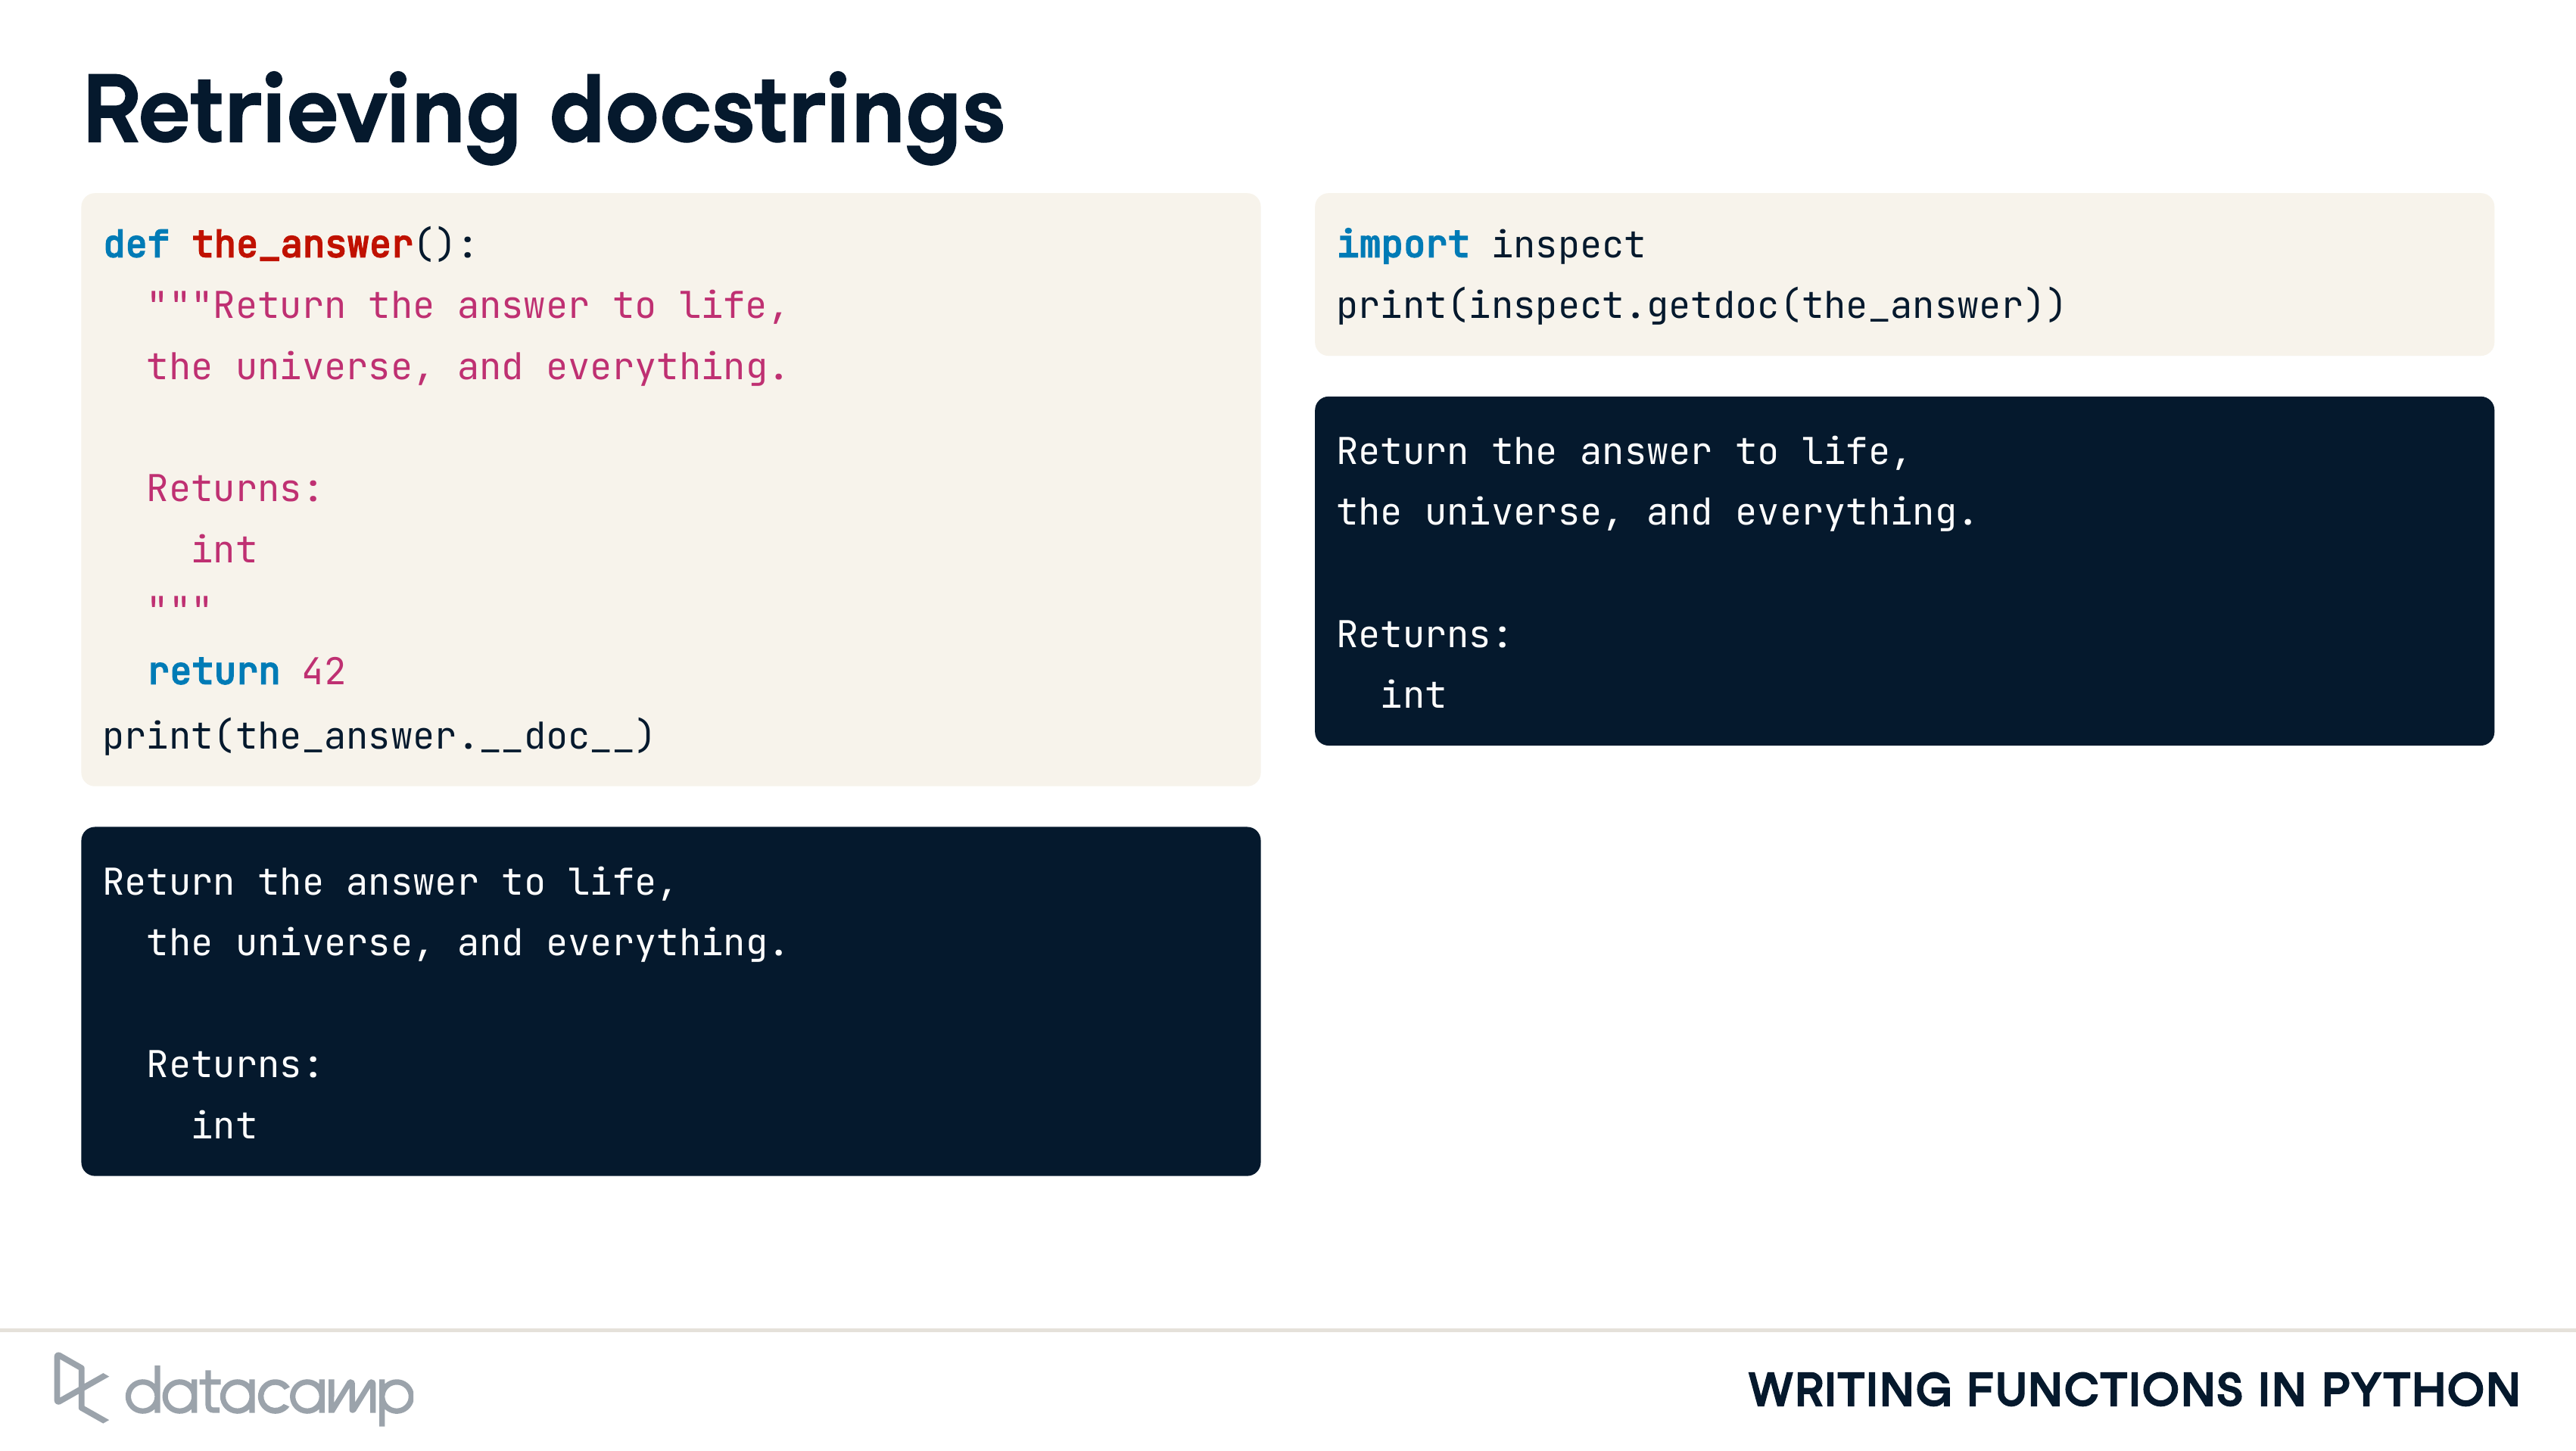 Retrieving docstrings
def the_answer():
  """Return the answer to life,
  the universe, and everything.

  Returns:
    int
  """
  return 42
print(the_answer.__doc__)
Return the answer to life,
  the universe, and everything.

  Returns:
    int
import inspect
print(inspect.getdoc(the_answer))
Return the answer to life,
the universe, and everything.

Returns:
  int
datacamp
WRITING FUNCTIONS IN PYTHON